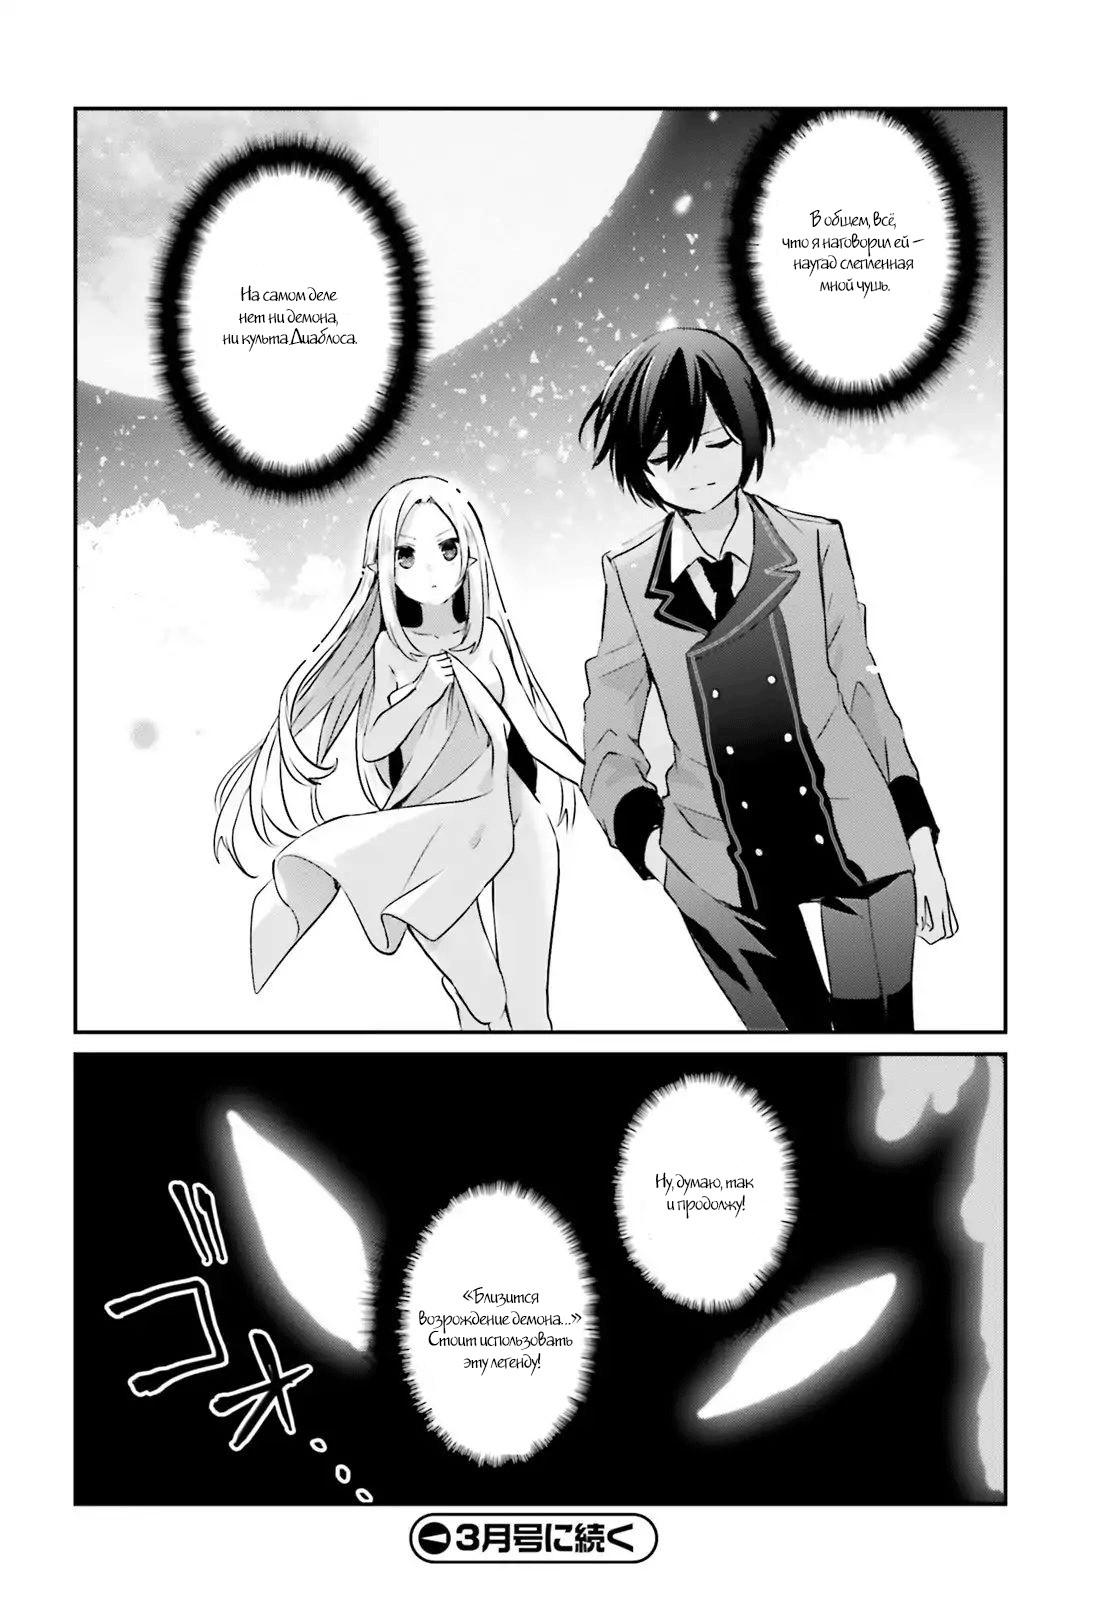 В общем, всё,
что я наговорил ей –
наугад слепленная
мной чушь.
На самом деле
нет ни демона,
ни культа Диаблоса.
Ну, думаю, так
и продолжу!
«Близится
возрождение демона...»
Стоит использовать
эту легенду!
ゴオ...
3月号に続く